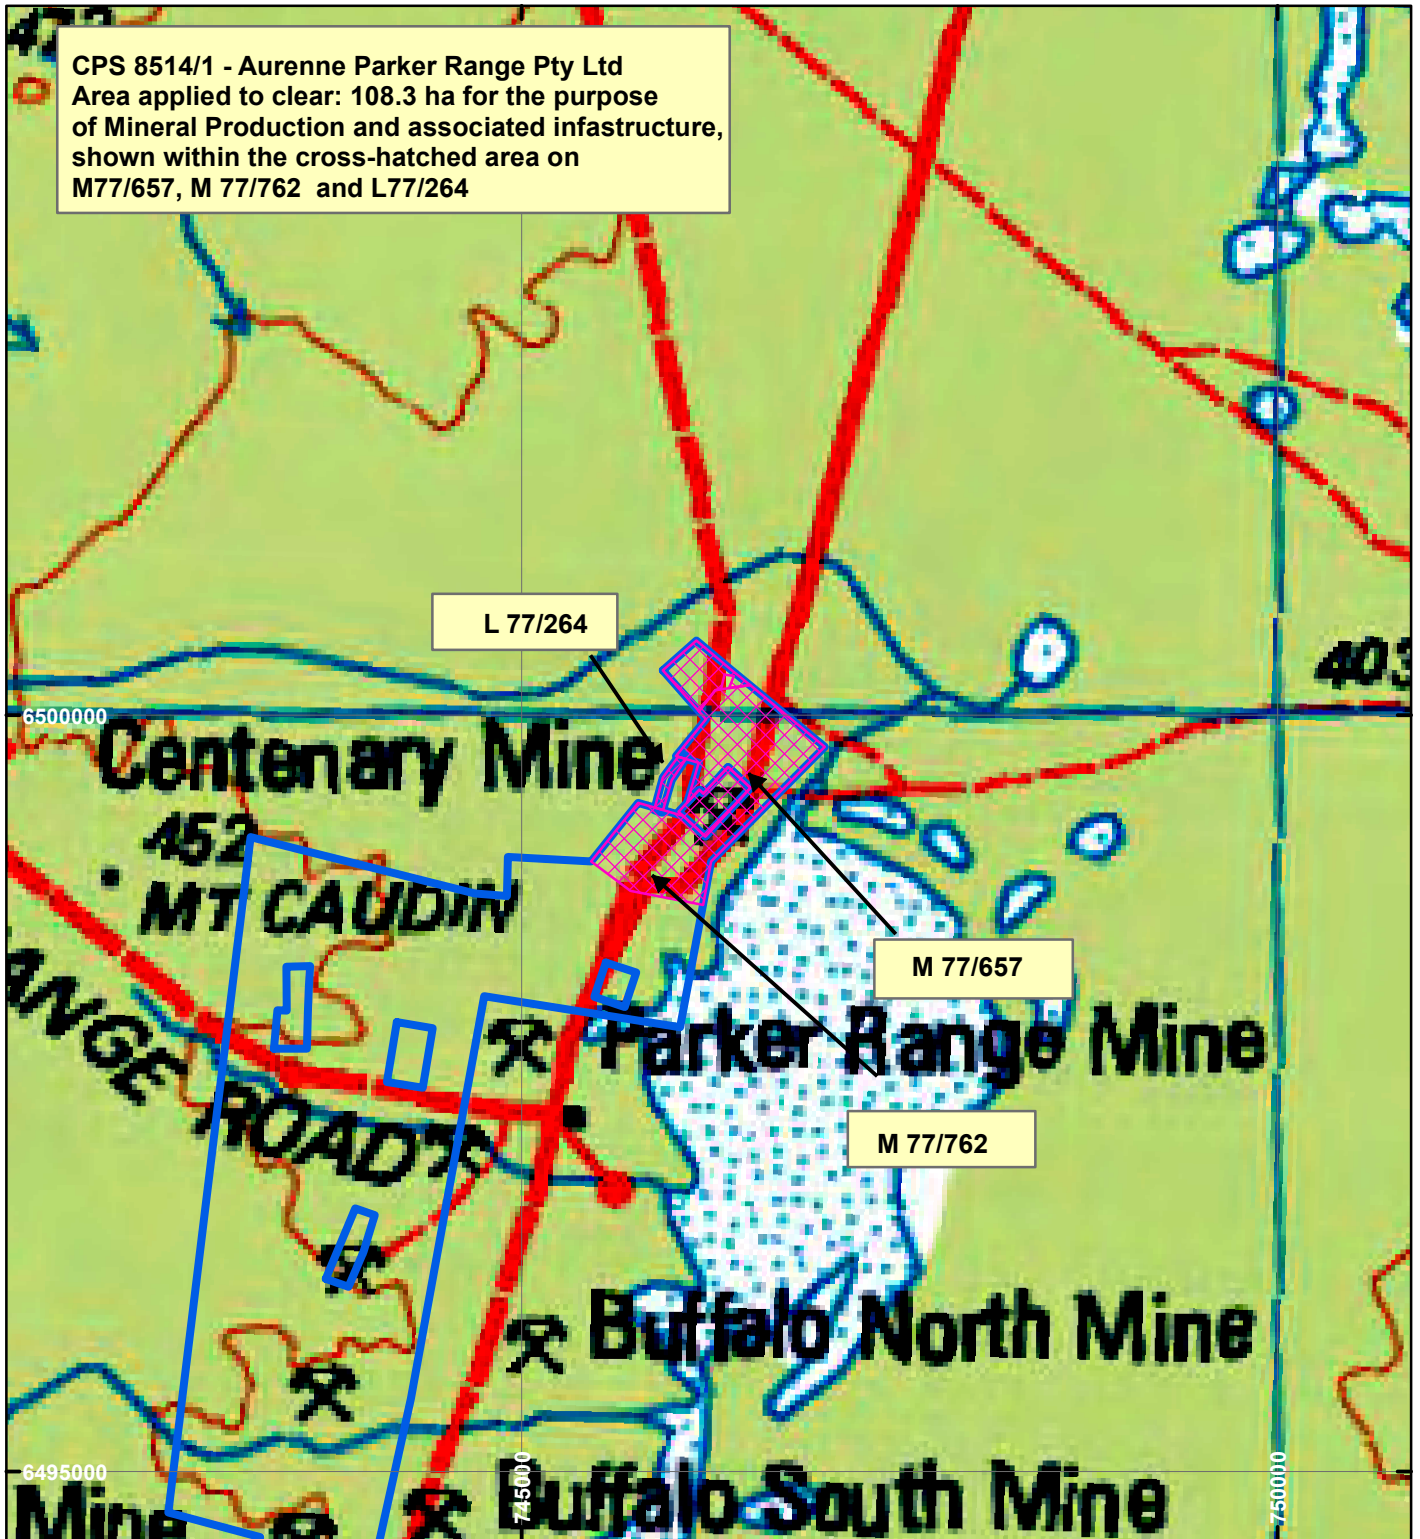 CPS 8514/1 - Aurenne Parker Range Pty Ltd
Area applied to clear: 108.3 ha for the purpose
of Mineral Production and associated infastructure,
shown within the cross-hatched area on
M77/657, M 77/762 and L77/264
L 77/264
403
6500000
Centenary Mine
452
MT CAUDIN
M 77/657
ANGE ROAD
Parker Range Mine
M 77/762
Buffalo North Mine
6495000
745000
750000
Buffalo South Mine
Mine